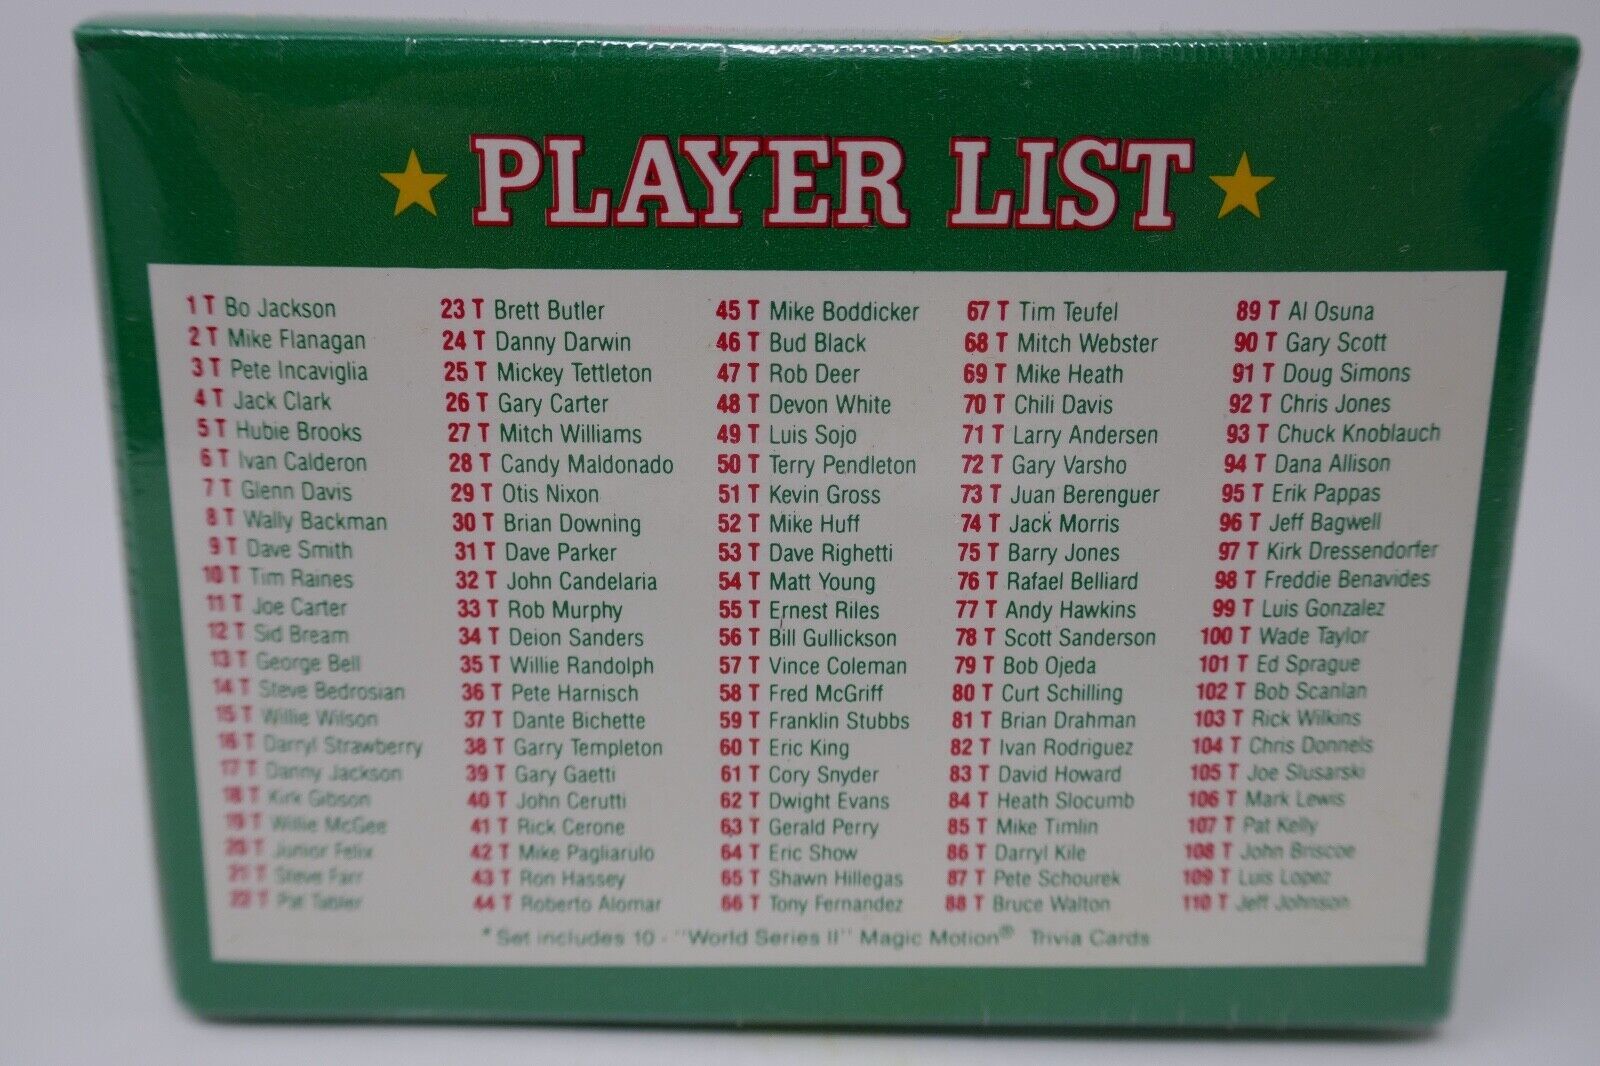 PLAYER LIST
1 T Bo Jackson
2 T Mike Flanagan
3 T Pete Incaviglia
4 T Jack Clark
5 T Hubie Brooks
6 T Ivan Calderon
7 T Glenn Davis
8 T Wally Backman
9 T Dave Smith
10 T Tim Raines
11 T Joe Carter
12 T Sid Bream
13 T George Bell
14 T Steve Bedrosian
15 T Willie Wilson
16 T Darryl Strawberry
17 T Danny Jackson
18 T Kirk Gibson
19 T Willie McGee
20 T Junior Felix
21 T Steve Farr
22 T Pat Tabler
23 T Brett Butler
24 T Danny Darwin
25 T Mickey Tettleton
26 T Gary Carter
27 T Mitch Williams
28 T Candy Maldonado
29 T Otis Nixon
30 T Brian Downing
31 T Dave Parker
32 T John Candelaria
33 T Rob Murphy
34 T Deion Sanders
35 T Willie Randolph
36 T Pete Harnisch
37 T Dante Bichette
38 T Garry Templeton
39 T Gary Gaetti
40 T John Cerutti
41 T Rick Cerone
42 T Mike Pagliarulo
43 T Ron Hassey
44 T Roberto Alomar
45 T Mike Boddicker
46 T Bud Black
47 T Rob Deer
48 T Devon White
49 T Luis Sojo
50 T Terry Pendleton
51 T Kevin Gross
52 T Mike Huff
53 T Dave Righetti
54 T Matt Young
55 T Ernest Riles
56 T Bill Gullickson
57 T Vince Coleman
58 T Fred McGriff
59 T Franklin Stubbs
60 T Eric King
61 T Cory Snyder
62 T Dwight Evans
63 T Gerald Perry
64 T Eric Show
65 T Shawn Hillegas
66 T Tony Fernandez
67 T Tim Teufel
68 T Mitch Webster
69 T Mike Heath
70 T Chili Davis
71 T Larry Andersen
72 T Gary Varsho
73 T Juan Berenguer
74 T Jack Morris
75 T Barry Jones
76 T Rafael Belliard
77 T Andy Hawkins
78 T Scott Sanderson
79 T Bob Ojeda
80 T Curt Schilling
81 T Brian Drahman
82 T Ivan Rodriguez
83 T David Howard
84 T Heath Slocumb
85 T Mike Timlin
86 T Darryl Kile
87 T Pete Schourek
88 T Bruce Walton
89 T Al Osuna
90 T Gary Scott
91 T Doug Simons
92 T Chris Jones
93 T Chuck Knoblauch
94 T Dana Allison
95 T Erik Pappas
96 T Jeff Bagwell
97 T Kirk Dressendorfer
98 T Freddie Benavides
99 T Luis Gonzalez
100 T Wade Taylor
101 T Ed Sprague
102 T Bob Scanlan
103 T Rick Wilkins
104 T Chris Donnels
105 T Joe Slusarski
106 T Mark Lewis
107 T Pat Kelly
108 T John Briscoe
109 T Luis Lopez
110 T Jeff Johnson
* Set includes 10 - "World Series II" Magic Motion® Trivia Cards